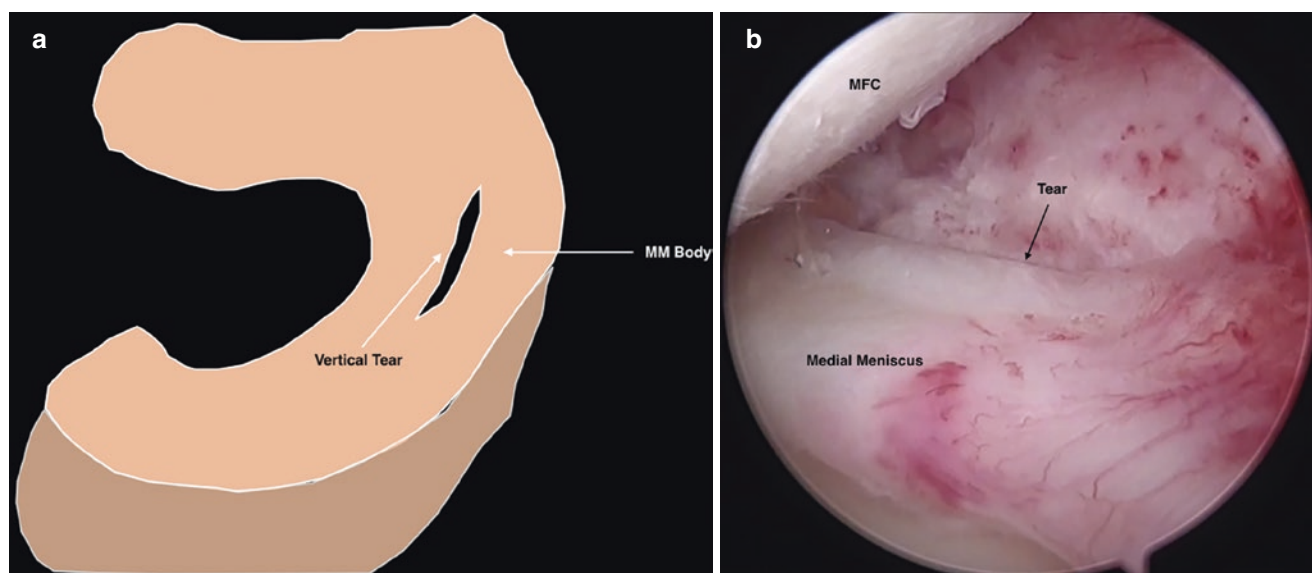 a
MM Body
Vertical Tear
b
MFC
Tear
Medial Meniscus